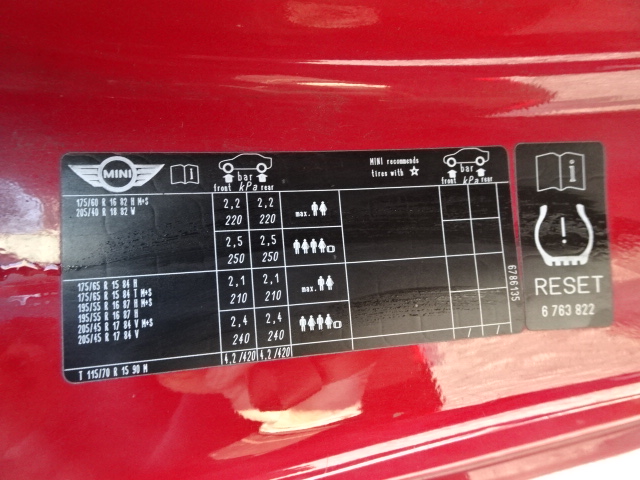 MINI
i
bar
front kPa rear
MINI recommends
tires with ☆
bar
front kPa rear
175/60 R 16 82 H M+S
205/40 R 18 82 W
2,2 2,2
220 220
max.
2,5 2,5
250 250
175/65 R 15 84 H
175/65 R 15 84 T M+S
195/55 R 16 87 H M+S
195/55 R 16 87 H
205/45 R 17 84 V M+S
205/45 R 17 84 V
2,1 2,1
210 210
max.
2,4 2,4
240 240
T 115/70 R 15 90 M
4,2/420 4,2/420
/ /
6786125
i
!
RESET
6 763 822